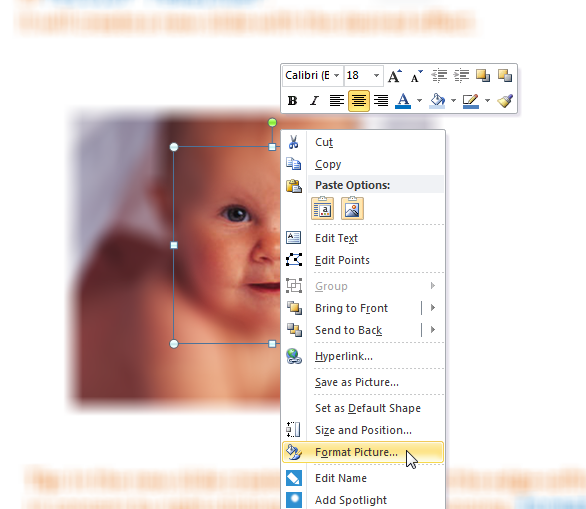 Calibri (E 18 A A
B I A
Cut
Copy
Paste Options:
a
Edit Text
Edit Points
Group
Bring to Front
Send to Back
Hyperlink...
Save as Picture...
Set as Default Shape
Size and Position...
Format Picture...
Edit Name
Add Spotlight